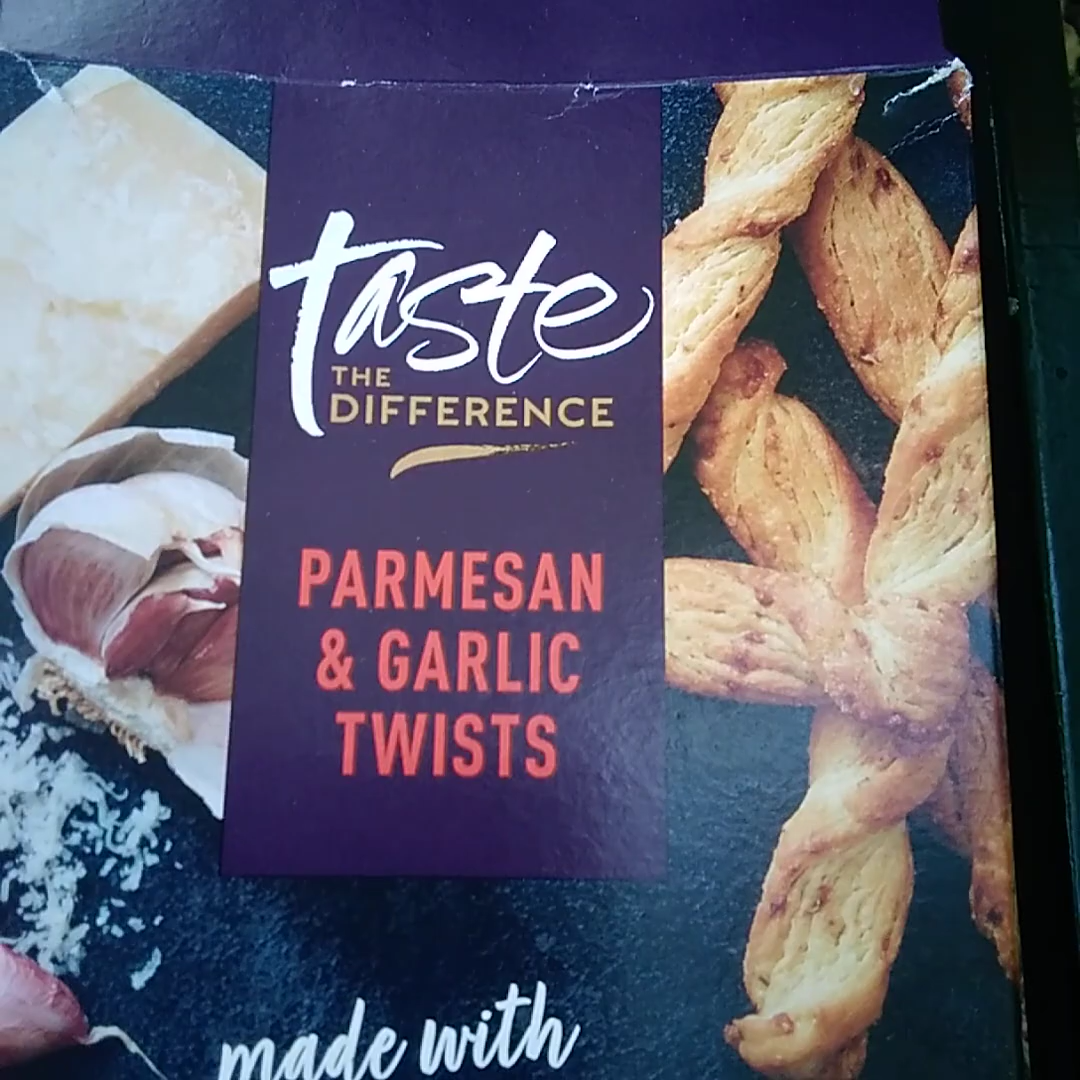 taste
THE
DIFFERENCE
PARMESAN
& GARLIC
TWISTS
made with